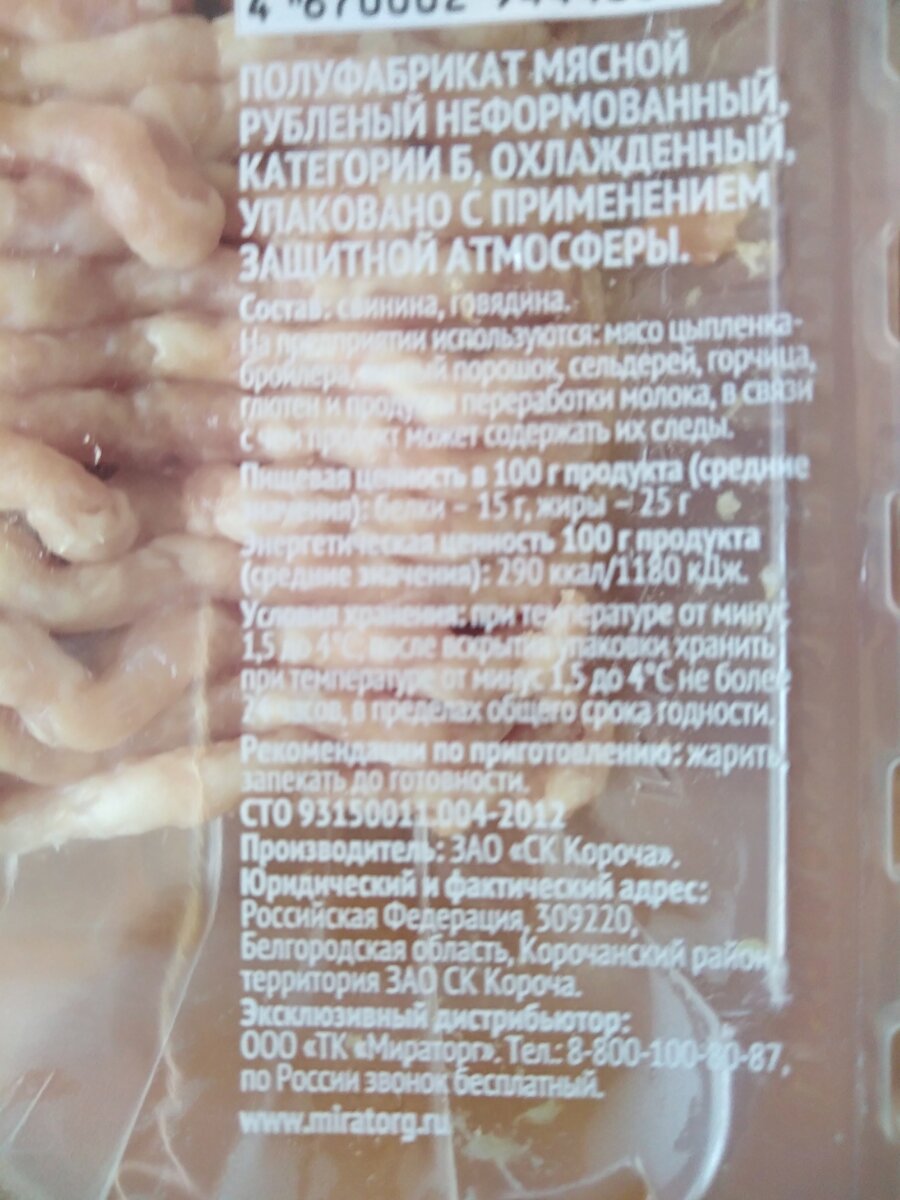 ПОЛУФАБРИКАТ МЯСНОЙ
РУБЛЕНЫЙ НЕФОРМОВАННЫЙ,
КАТЕГОРИИ Б, ОХЛАЖДЕННЫЙ,
УПАКОВАНО С ПРИМЕНЕНИЕМ
ЗАЩИТНОЙ АТМОСФЕРЫ.
Состав: свинина, говядина.
На предприятии используются: мясо цыпленка-
бройлера, порошок, сельдерей, горчица,
глютен и продукты переработки молока, в связи
с чем продукт может содержать их следы.
Пищевая ценность в 100 г продукта (средние
значения): белки – 15 г, жиры – 25 г
Энергетическая ценность 100 г продукта
(средние значения): 290 ккал/1180 кДж.
Условия хранения: при температуре от минус
1,5 до 4°С, после вскрытия упаковки хранить
при температуре от минус 1,5 до 4°С не более
24 часов, в пределах общего срока годности.
Рекомендации по приготовлению: жарить,
запекать до готовности.
СТО 93150011.004-2012
Производитель: ЗАО «СК Короча».
Юридический и фактический адрес:
Российская Федерация, 309220,
Белгородская область, Корочанский район,
территория ЗАО СК Короча.
Эксклюзивный дистрибьютор:
ООО «ТК «Мираторг». Тел.: 8-800-100-80-87,
по России звонок бесплатный.
www.miratorg.ru